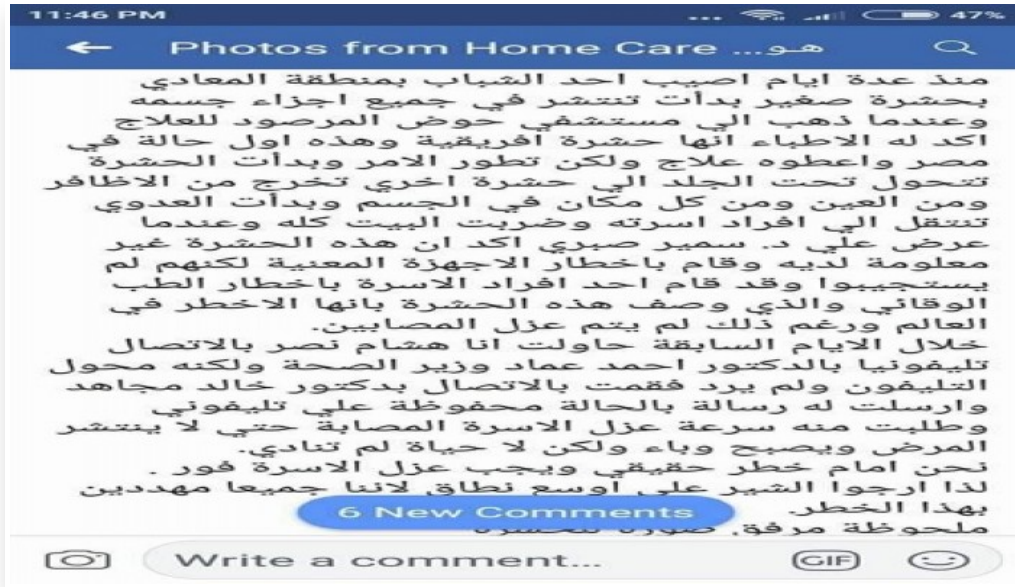 11:46 PM ... 47%
Photos from Home Care ...هو
منذ عدة ايام اصيب احد الشباب بمنطقة المعادي
بحشرة صغير بدأت تنتشر في جميع اجزاء جسمه
وعندما ذهب الي مستشفي حوض المرصود للعلاج
اكد له الاطباء انها حشرة افريقية وهذه اول حالة في
مصر واعطوه علاج ولكن تطور الامر وبدأت الحشرة
تتحول تحت الجلد الي حشرة اخري تخرج من الاظافر
ومن العين ومن كل مكان في الجسم وبدأت العدوي
تنتقل الي افراد اسرته وضربت البيت كله وعندما
عرض علي د. سمير صبري اكد ان هذه الحشرة غير
معلومة لديه وقام باخطار الاجهزة المعنية لكنهم لم
يستجيبوا وقد قام احد افراد الاسرة باخطار الطب
الوقائي والذي وصف هذه الحشرة بانها الاخطر في
العالم ورغم ذلك لم يتم عزل المصابين.
خلال الايام السابقة حاولت انا هشام نصر بالاتصال
تليفونيا بالدكتور احمد عماد وزير الصحة ولكنه محول
التليفون ولم يرد فقمت بالاتصال بدكتور خالد مجاهد
وارسلت له رسالة بالحالة محفوظة علي تليفوني
وطلبت منه سرعة عزل الاسرة المصابة حتي لا ينتشر
المرض ويصبح وباء ولكن لا حياة لم تنادي.
نحن امام خطر حقيقي ويجب عزل الاسرة فور .
لذا ارجوا الشير علي اوسع نطاق لاننا جميعا مهددين
بهذا الخطر.
6 New Comments
ملحوظة مرفق صورة للحشرة
Write a comment...
GIF